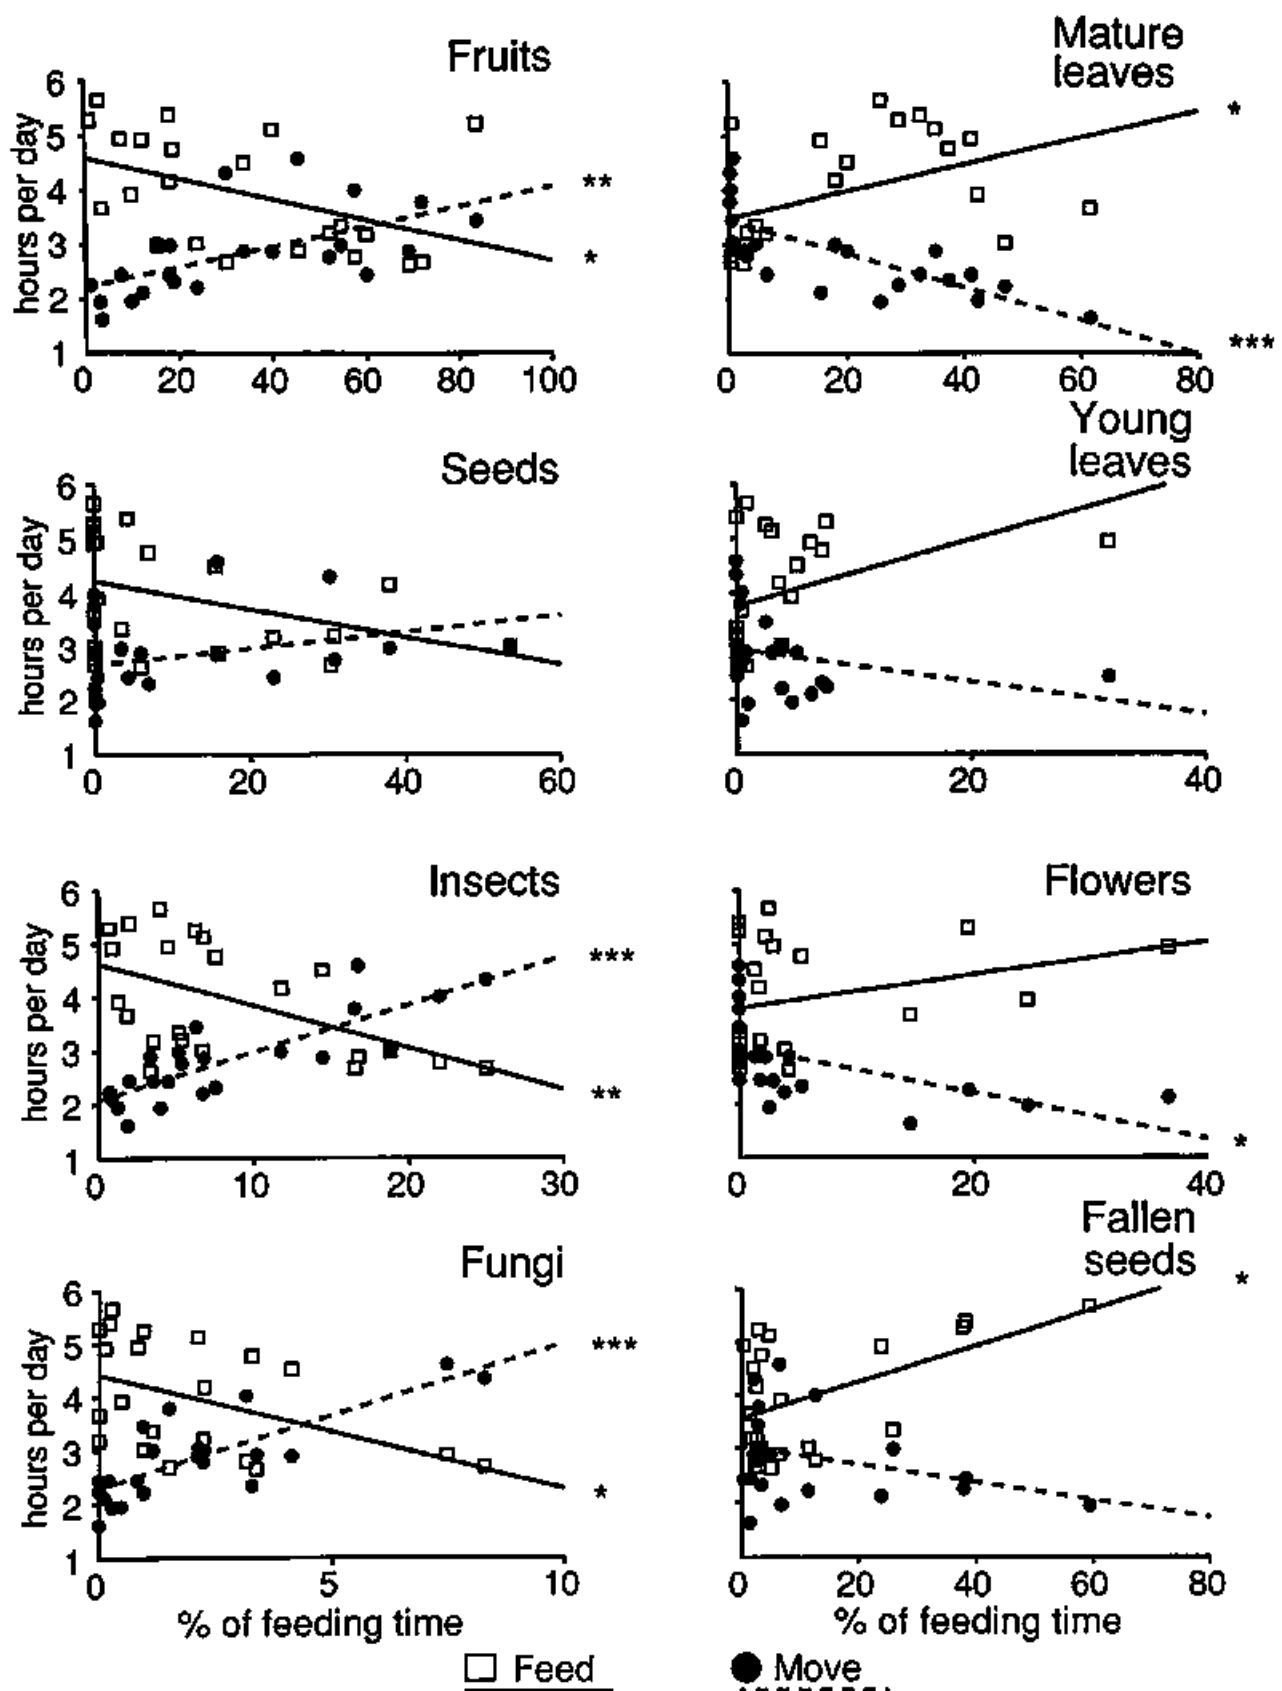 Fruits
Mature
leaves
hours per day
6
5
4
3
2
1
0 20 40 60 80 100
**
*
0 20 40 60 80
*
***
Seeds
Young
leaves
hours per day
6
5
4
3
2
1
0 20 40 60
0 20 40
Insects
Flowers
hours per day
6
5
4
3
2
1
0 10 20 30
***
**
0 20 40
*
Fungi
Fallen
seeds
hours per day
6
5
4
3
2
1
0 5 10
***
*
0 20 40 60 80
*
% of feeding time
% of feeding time
Feed
Move